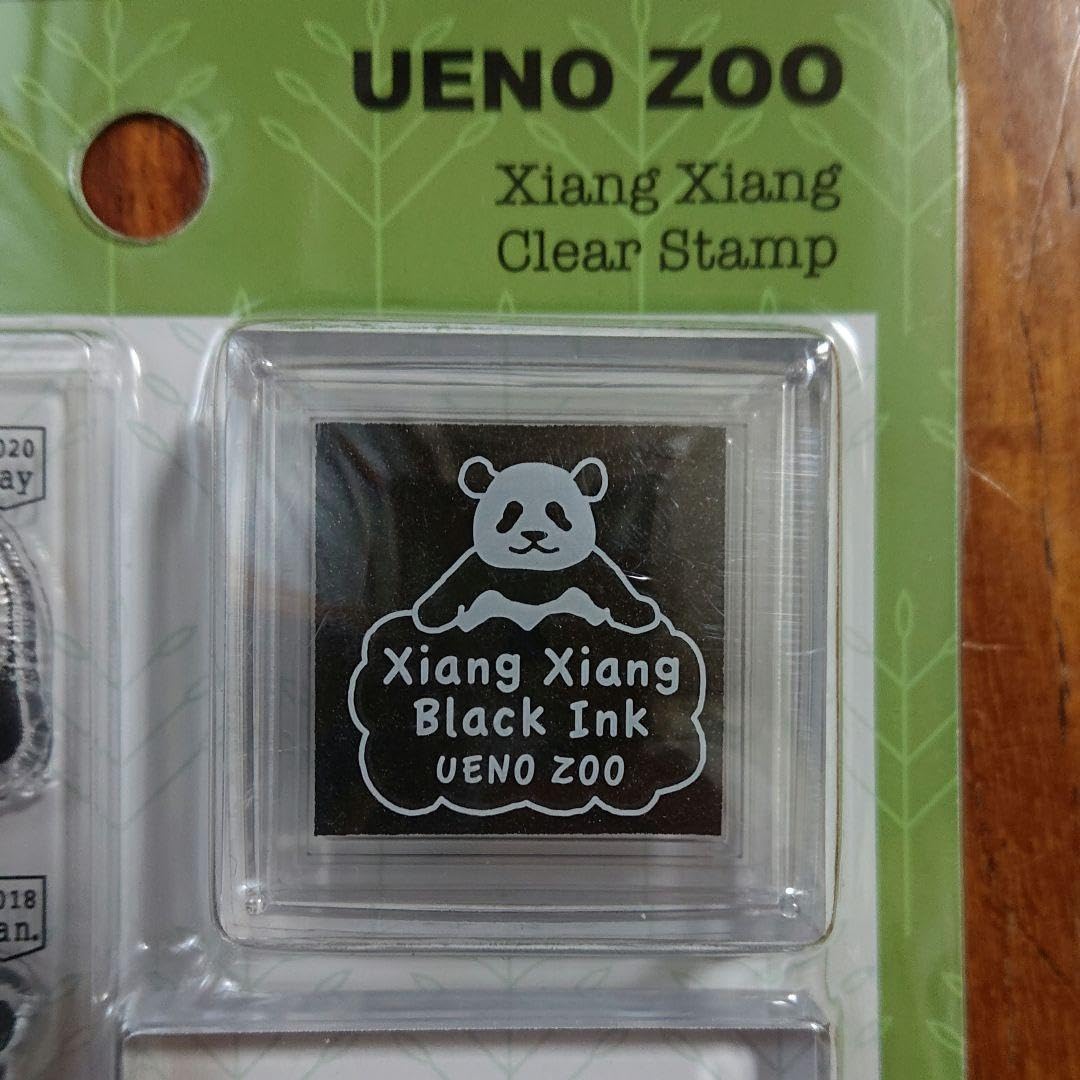 UENO ZOO
Xiang Xiang
Clear Stamp
Xiang Xiang
Black Ink
UENO ZOO